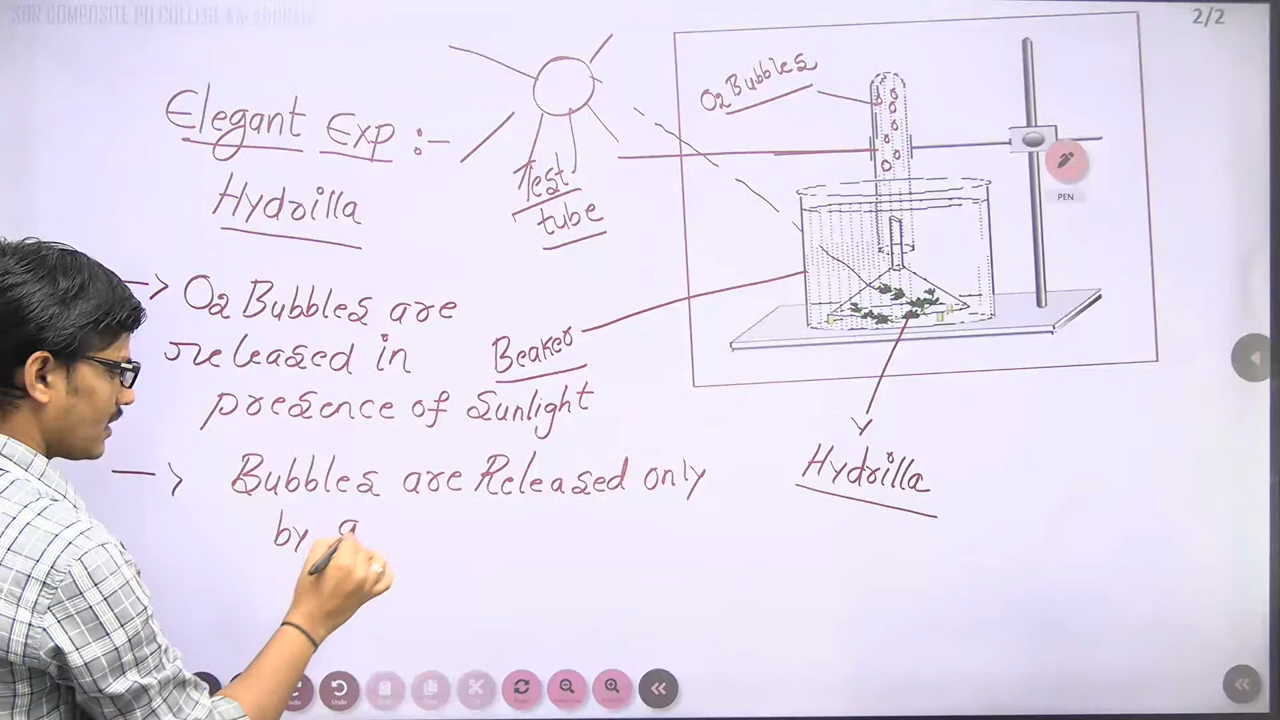 2/2
Elegant Exp :-
Hydrilla
Test
tube
O2 Bubbles
PEN
-> O2 Bubbles are
released in
presence of Sunlight
Beaker
-> Bubbles are Released only
by g
Hydrilla
Undo